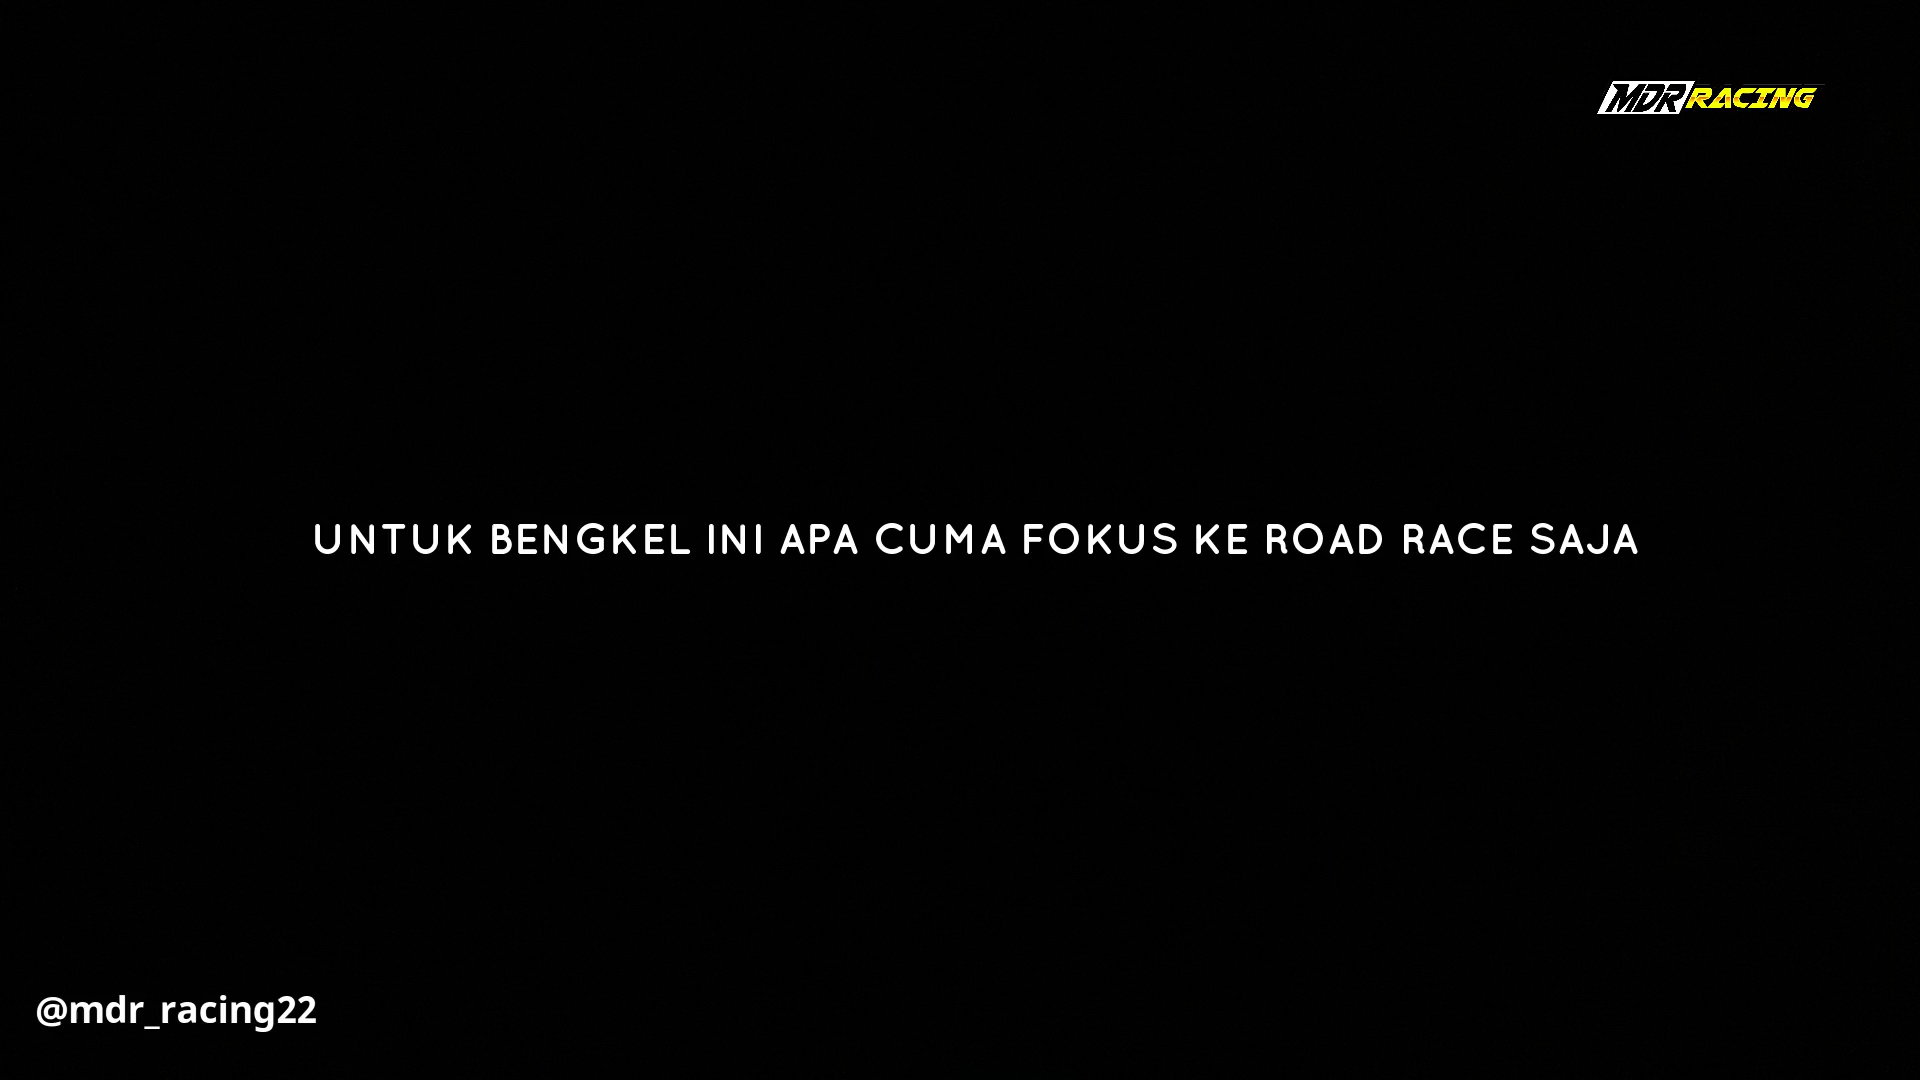 MDR RACING
UNTUK BENGKEL INI APA CUMA FOKUS KE ROAD RACE SAJA
@mdr_racing22